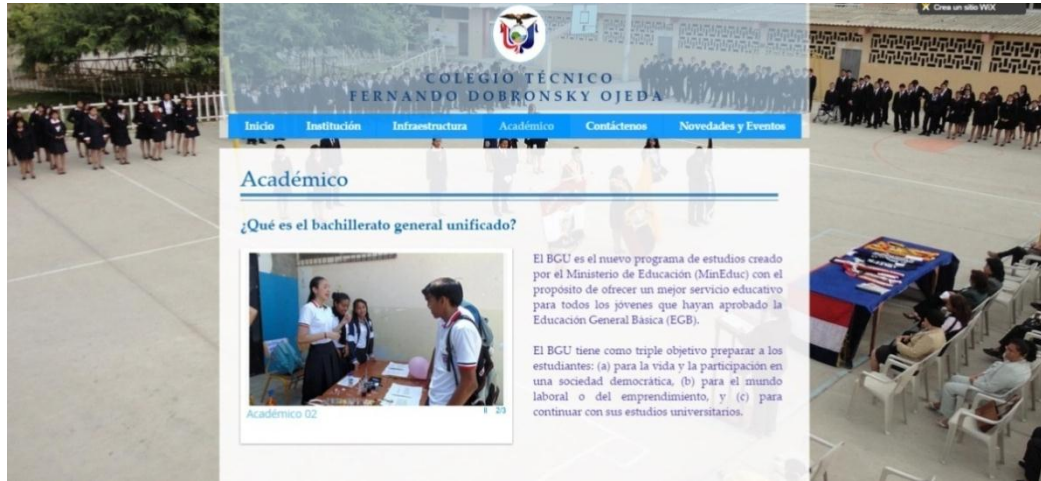 X Crea un sitio WiX
COLEGIO TÉCNICO
FERNANDO DOBRONSKY OJEDA
Inicio Institución Infraestructura Académico Contáctenos Novedades y Eventos
Académico
¿Qué es el bachillerato general unificado?
El BGU es el nuevo programa de estudios creado
por el Ministerio de Educación (MinEduc) con el
propósito de ofrecer un mejor servicio educativo
para todos los jóvenes que hayan aprobado la
Educación General Básica (EGB).
El BGU tiene como triple objetivo preparar a los
estudiantes: (a) para la vida y la participación en
una sociedad democrática, (b) para el mundo
laboral o del emprendimiento, y (c) para
continuar con sus estudios universitarios.
Académico 02
2/3